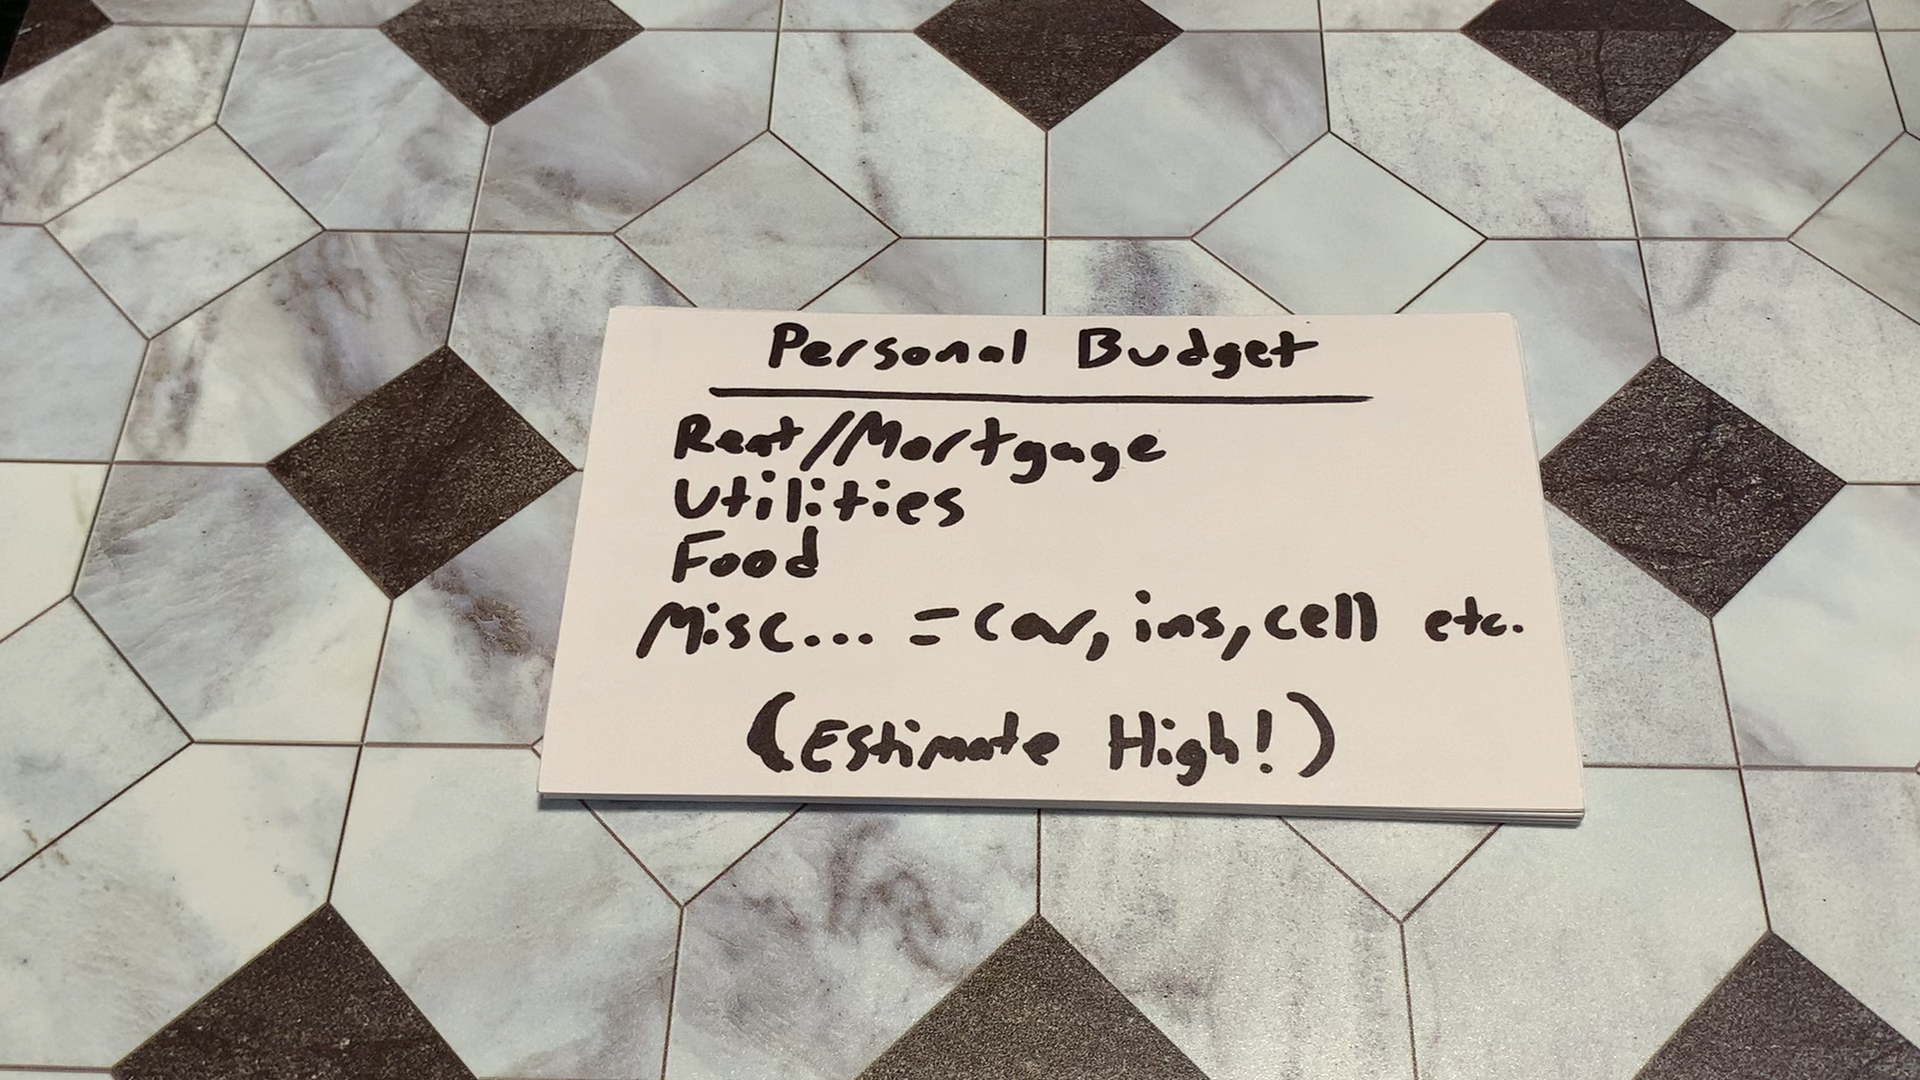 Personal Budget
Rent/Mortgage
Utilities
Food
Misc... = Car, ins, cell etc.
(Estimate High!)